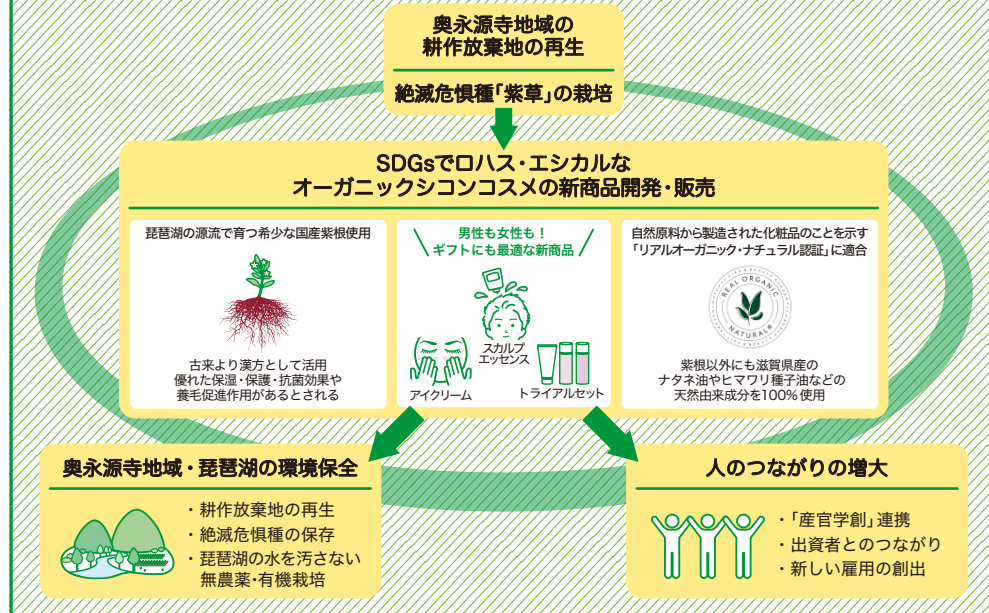 奥永源寺地域の
耕作放棄地の再生
絶滅危惧種「紫草」の栽培
SDGsでロハス・エシカルな
オーガニックシコンコスメの新商品開発・販売
琵琶湖の源流で育つ希少な国産紫根使用
古来より漢方として活用
優れた保湿・保護・抗菌効果や
養毛促進作用があるとされる
男性も女性も！
ギフトにも最適な新商品
スカルプ
エッセンス
アイクリーム
トライアルセット
自然原料から製造された化粧品のことを示す
「リアルオーガニック・ナチュラル認証」に適合
REAL ORGANIC
NATURAL®
紫根以外にも滋賀県産の
ナタネ油やヒマワリ種子油などの
天然由来成分を100％使用
奥永源寺地域・琵琶湖の環境保全
・耕作放棄地の再生
・絶滅危惧種の保存
・琵琶湖の水を汚さない
無農薬・有機栽培
人のつながりの増大
・「産官学創」連携
・出資者とのつながり
・新しい雇用の創出